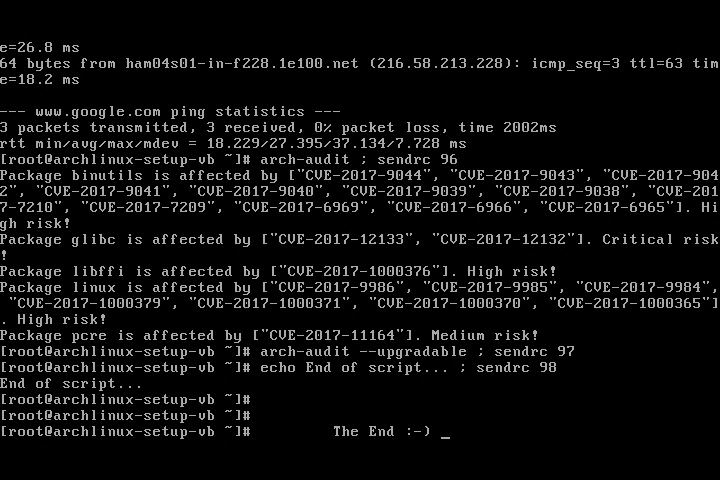 e=26.8 ms
64 bytes from ham04s01-in-f228.1e100.net (216.58.213.228): icmp_seq=3 ttl=63 tim
e=18.2 ms

--- www.google.com ping statistics ---
3 packets transmitted, 3 received, 0% packet loss, time 2002ms
rtt min/avg/max/mdev = 18.229/27.395/37.134/7.728 ms
[root@archlinux-setup-vb ~]# arch-audit ; sendrc 96
Package binutils is affected by ["CVE-2017-9044", "CVE-2017-9043", "CVE-2017-904
2", "CVE-2017-9041", "CVE-2017-9040", "CVE-2017-9039", "CVE-2017-9038", "CVE-201
7-7210", "CVE-2017-7209", "CVE-2017-6969", "CVE-2017-6966", "CVE-2017-6965"]. Hi
gh risk!
Package glibc is affected by ["CVE-2017-12133", "CVE-2017-12132"]. Critical risk
!
Package libffi is affected by ["CVE-2017-1000376"]. High risk!
Package linux is affected by ["CVE-2017-9986", "CVE-2017-9985", "CVE-2017-9984",
 "CVE-2017-1000379", "CVE-2017-1000371", "CVE-2017-1000370", "CVE-2017-1000365"]
. High risk!
Package pcre is affected by ["CVE-2017-11164"]. Medium risk!
[root@archlinux-setup-vb ~]# arch-audit --upgradable ; sendrc 97
[root@archlinux-setup-vb ~]# echo End of script... ; sendrc 98
End of script...
[root@archlinux-setup-vb ~]#
[root@archlinux-setup-vb ~]#
[root@archlinux-setup-vb ~]#          The End :-) _